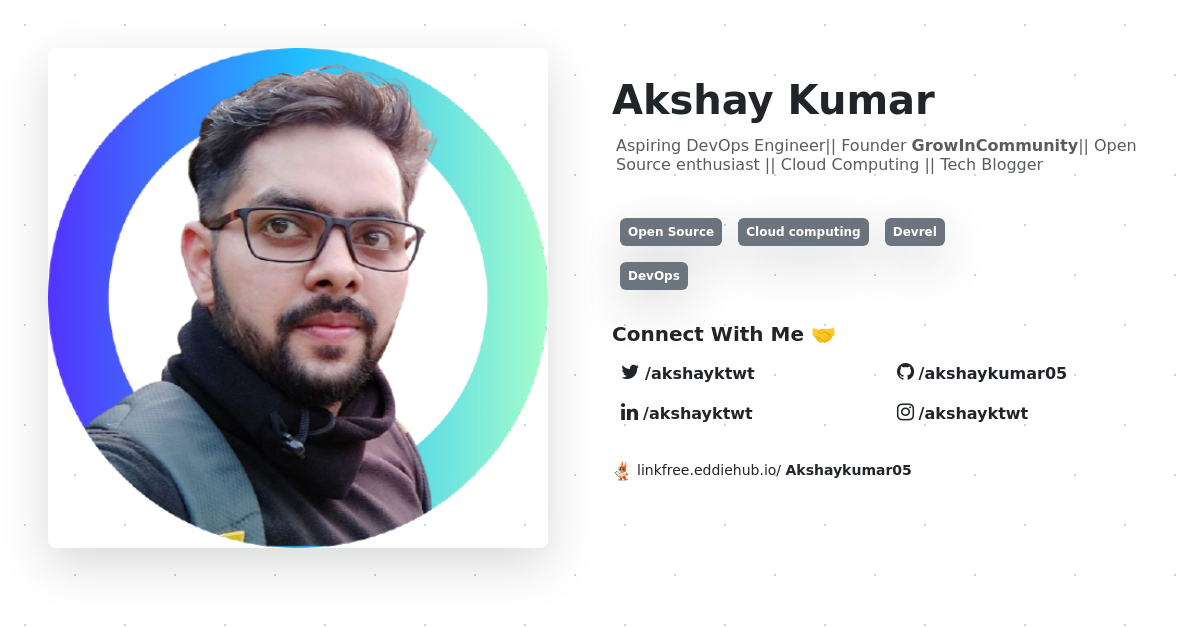 Akshay Kumar
Aspiring DevOps Engineer|| Founder GrowInCommunity|| Open
Source enthusiast || Cloud Computing || Tech Blogger
Open Source Cloud computing Devrel
DevOps
Connect With Me 🤝
/akshayktwt /akshaykumar05
/akshayktwt /akshayktwt
linkfree.eddiehub.io/ Akshaykumar05